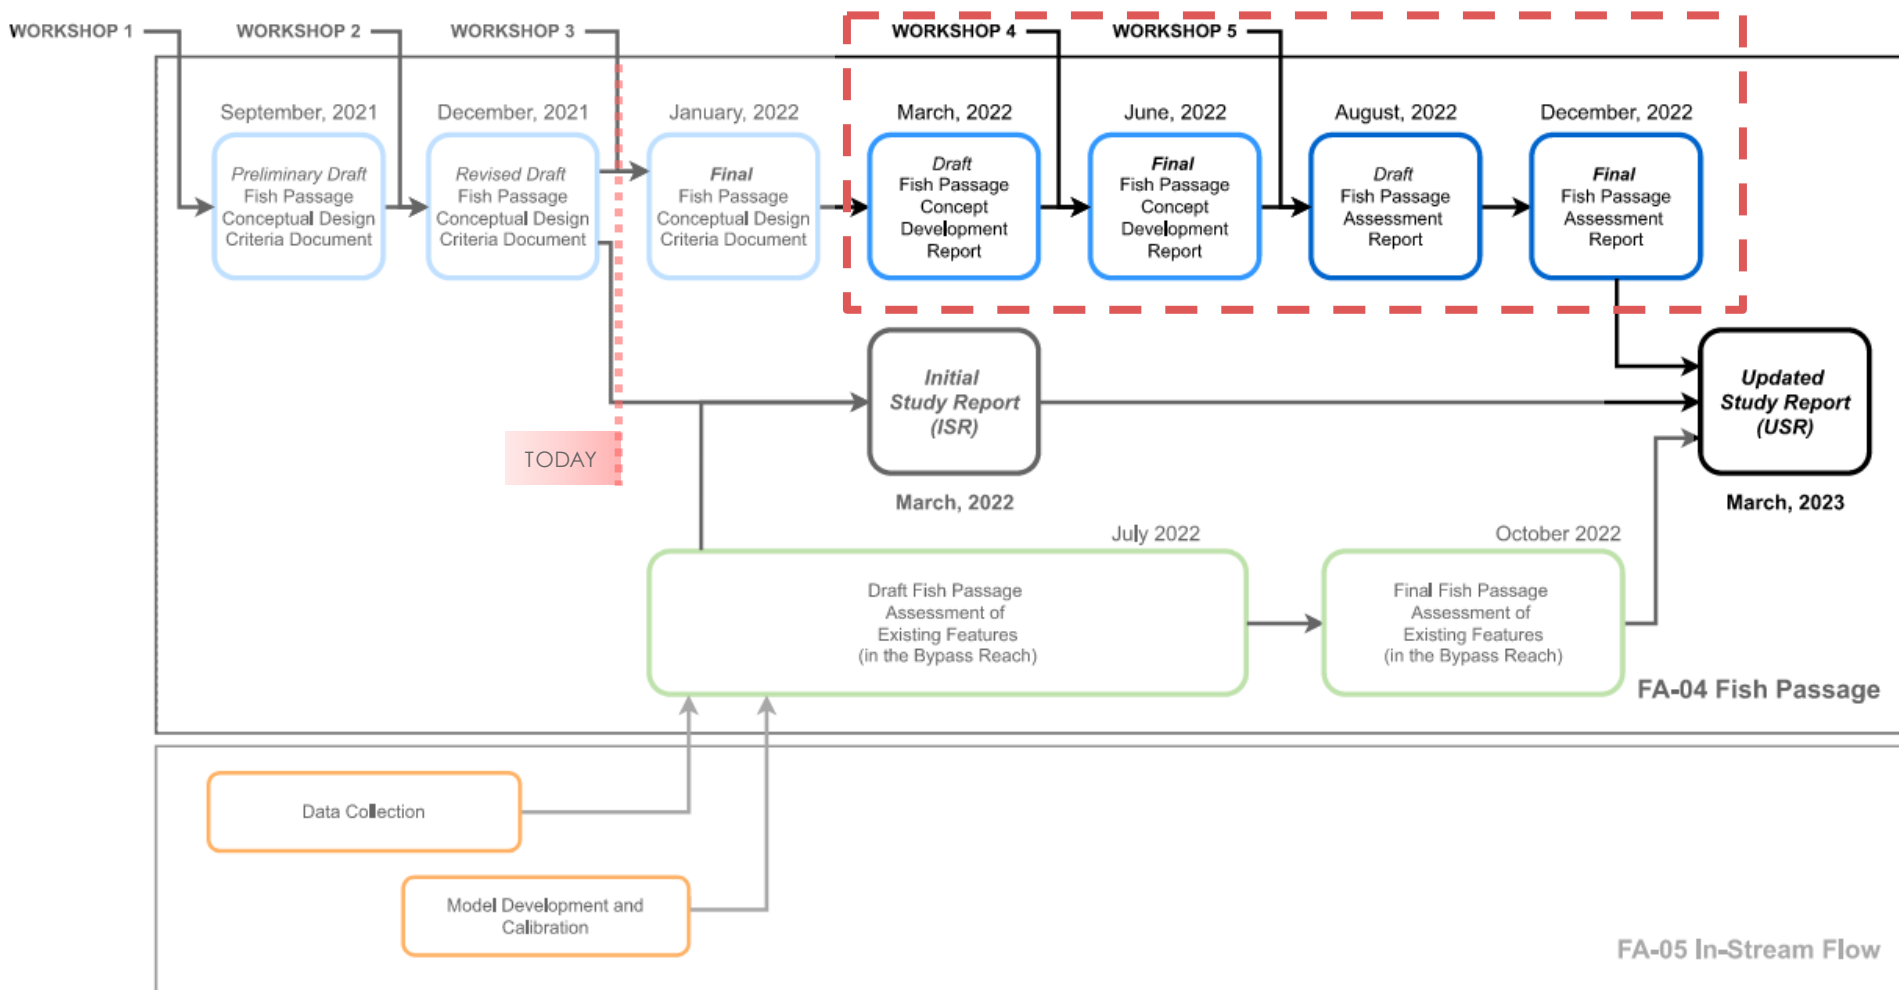 WORKSHOP 1
WORKSHOP 2
WORKSHOP 3
WORKSHOP 4
WORKSHOP 5
September, 2021
December, 2021
January, 2022
March, 2022
June, 2022
August, 2022
December, 2022
Preliminary Draft
Fish Passage
Conceptual Design
Criteria Document
Revised Draft
Fish Passage
Conceptual Design
Criteria Document
Final
Fish Passage
Conceptual Design
Criteria Document
Draft
Fish Passage
Concept
Development
Report
Final
Fish Passage
Concept
Development
Report
Draft
Fish Passage
Assessment
Report
Final
Fish Passage
Assessment
Report
Initial
Study Report
(ISR)
March, 2022
Updated
Study Report
(USR)
March, 2023
TODAY
July 2022
Draft Fish Passage
Assessment of
Existing Features
(in the Bypass Reach)
October 2022
Final Fish Passage
Assessment of
Existing Features
(in the Bypass Reach)
FA-04 Fish Passage
Data Collection
Model Development and
Calibration
FA-05 In-Stream Flow